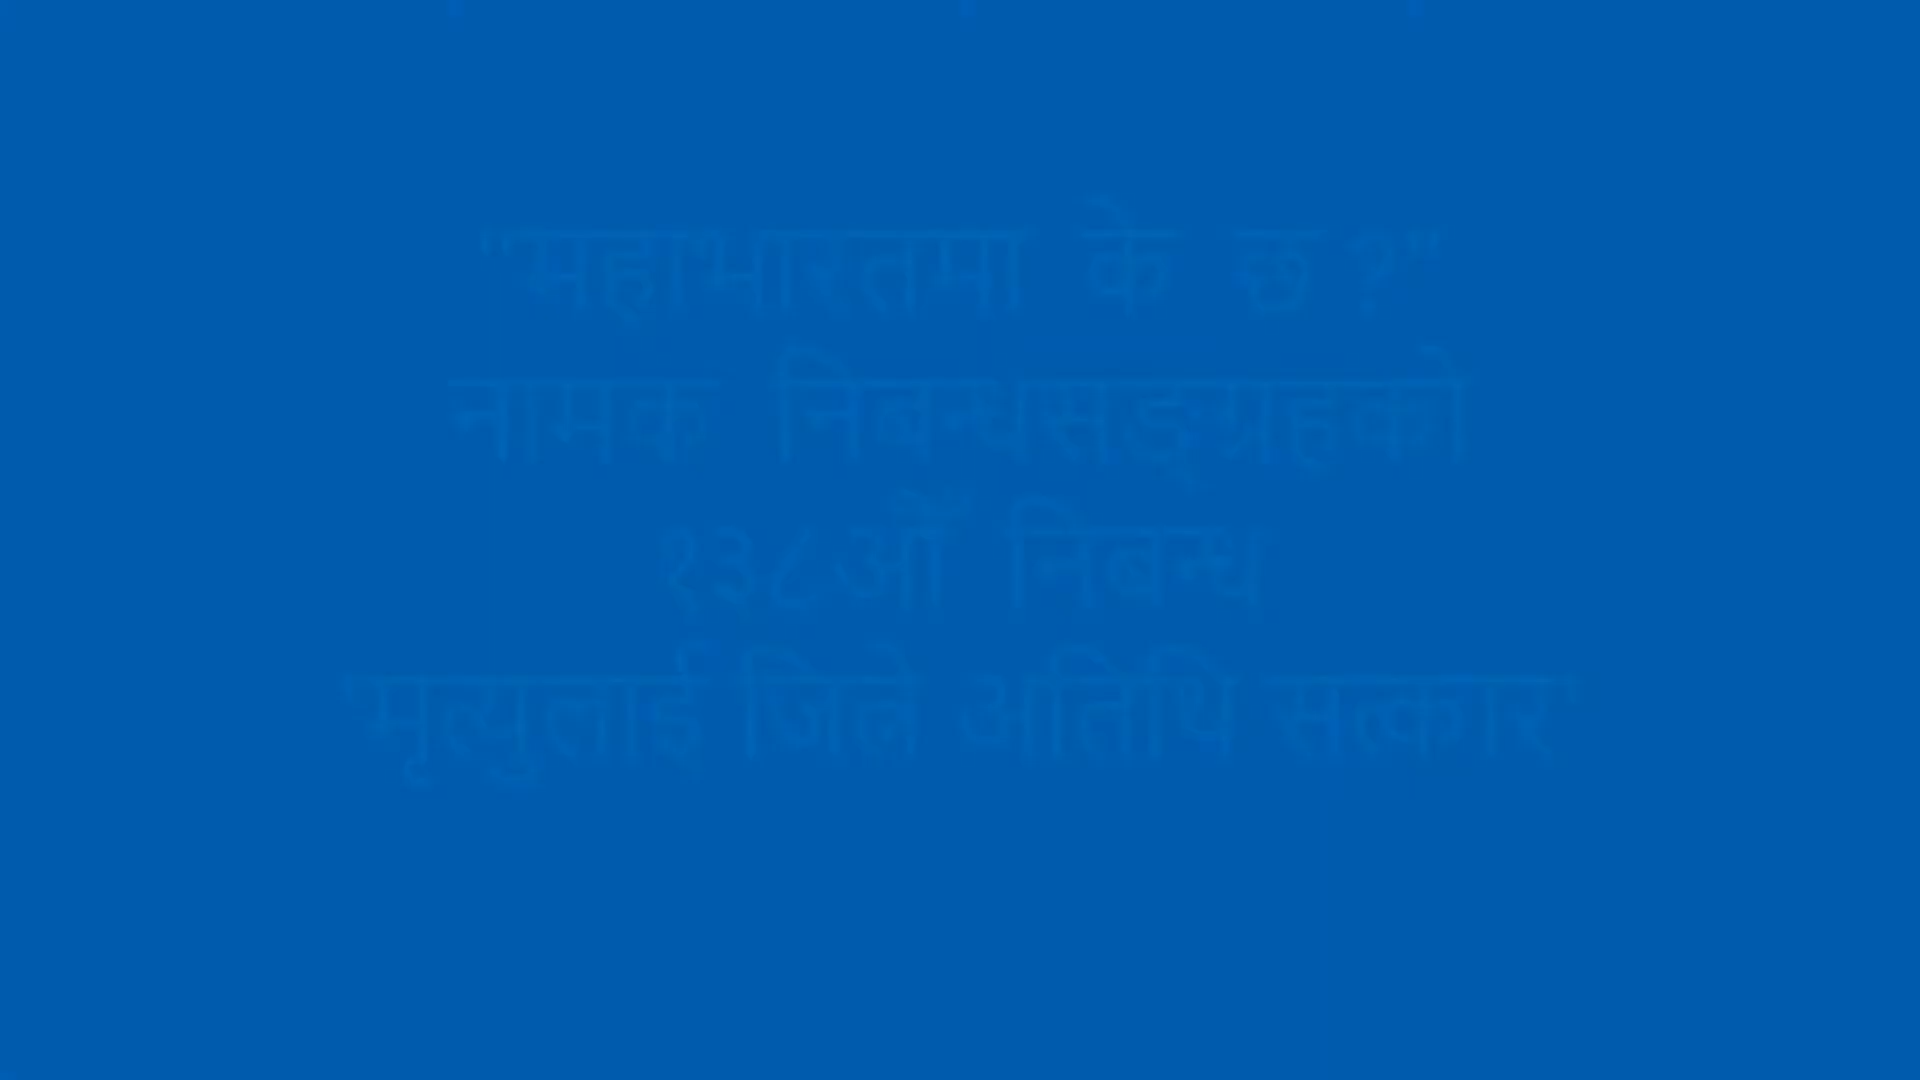 "महाभारतमा के छ ?"
नामक निबन्धसङ्ग्रहको
१३८औँ निबन्ध
'मृत्युलाई जित्ने अतिथि सत्कार'